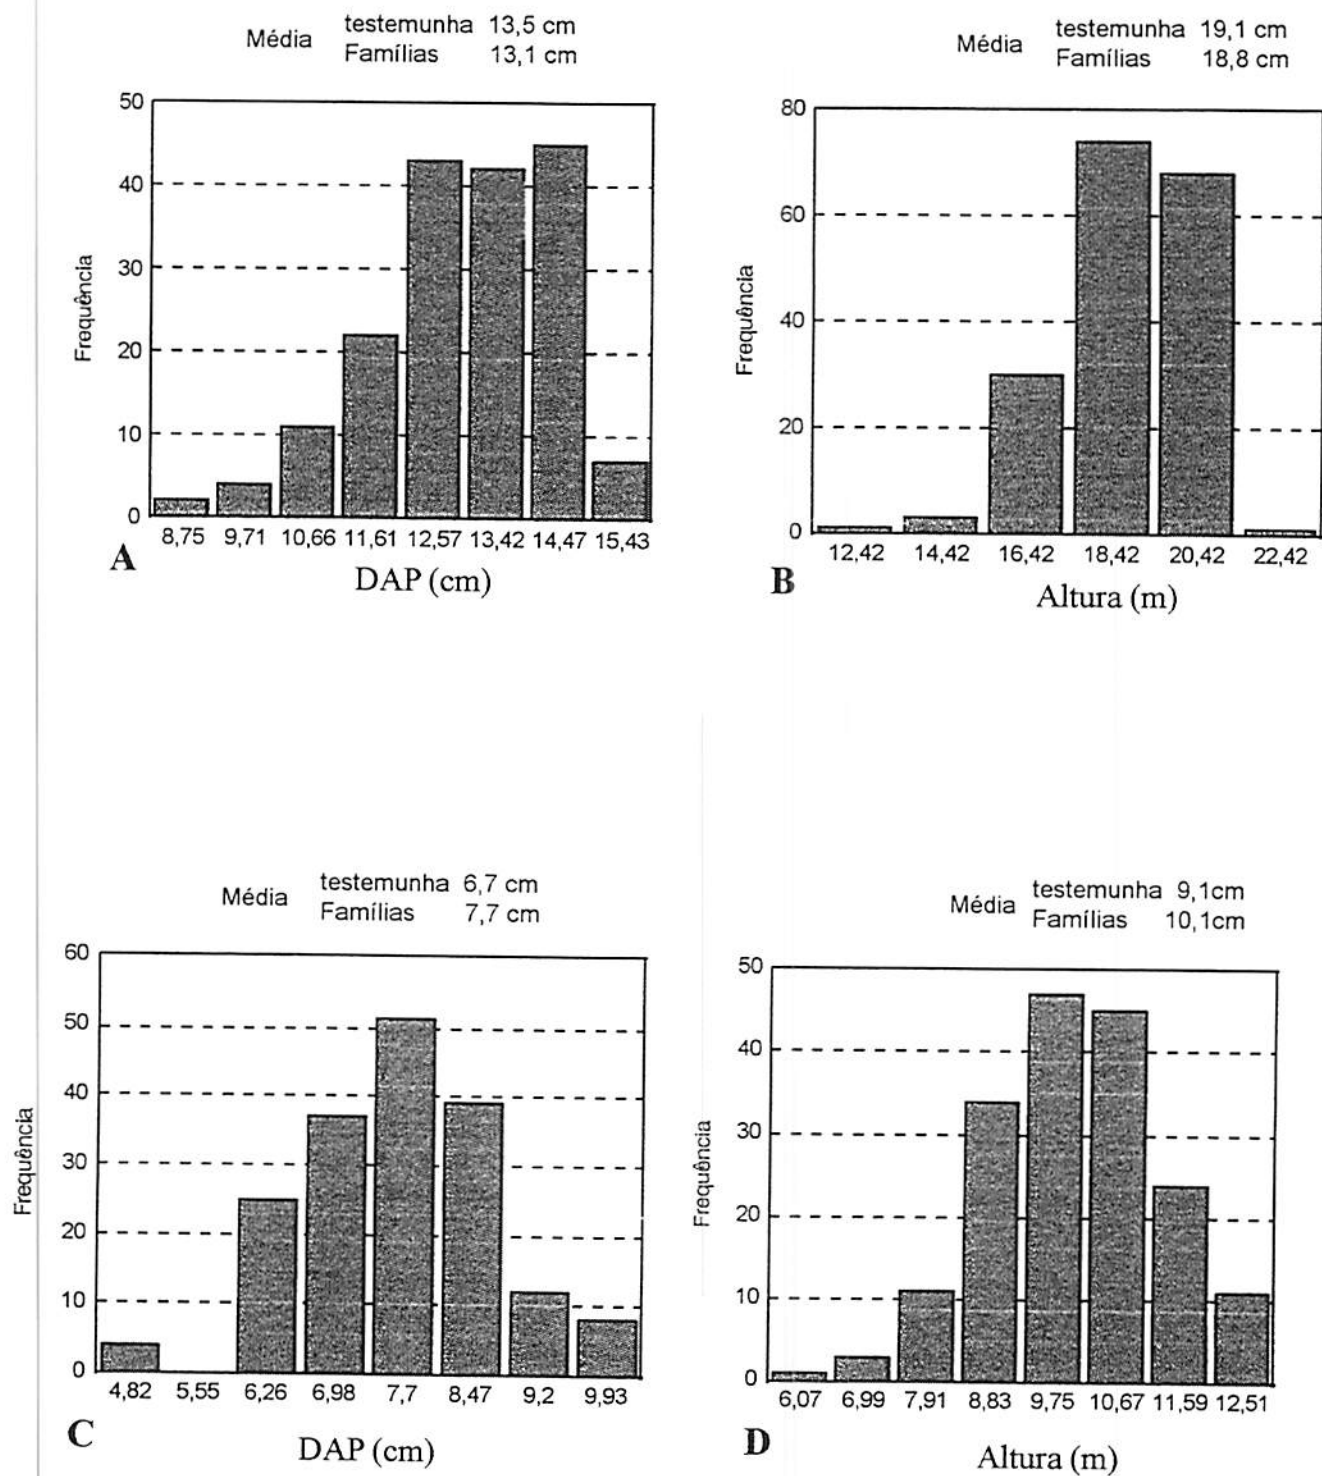 Média testemunha 13,5 cm
Famílias 13,1 cm
50
40
30
20
10
0
Frequência
8,75 9,71 10,66 11,61 12,57 13,42 14,47 15,43
A
DAP (cm)
Média testemunha 19,1 cm
Famílias 18,8 cm
80
60
40
20
0
Frequência
12,42 14,42 16,42 18,42 20,42 22,42
B
Altura (m)
Média testemunha 6,7 cm
Famílias 7,7 cm
60
50
40
30
20
10
0
Frequência
4,82 5,55 6,26 6,98 7,7 8,47 9,2 9,93
C
DAP (cm)
Média testemunha 9,1cm
Famílias 10,1cm
50
40
30
20
10
0
Frequência
6,07 6,99 7,91 8,83 9,75 10,67 11,59 12,51
D
Altura (m)